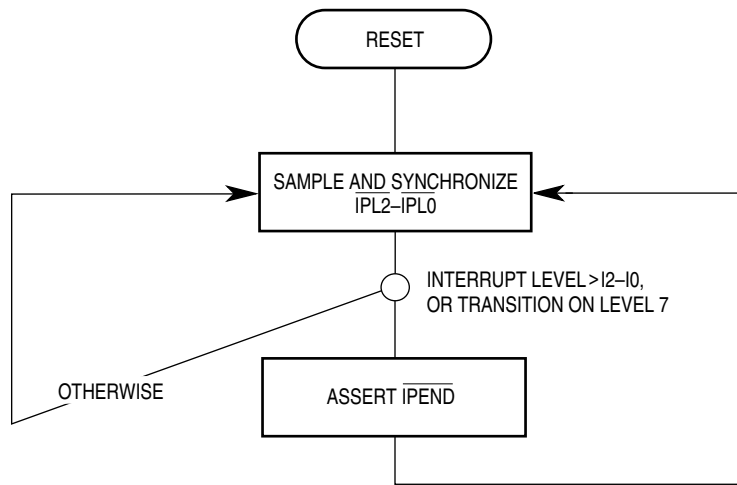 RESET
SAMPLE AND SYNCHRONIZE
IPL2–IPL0
INTERRUPT LEVEL>I2–I0,
OR TRANSITION ON LEVEL 7
OTHERWISE
ASSERT IPEND